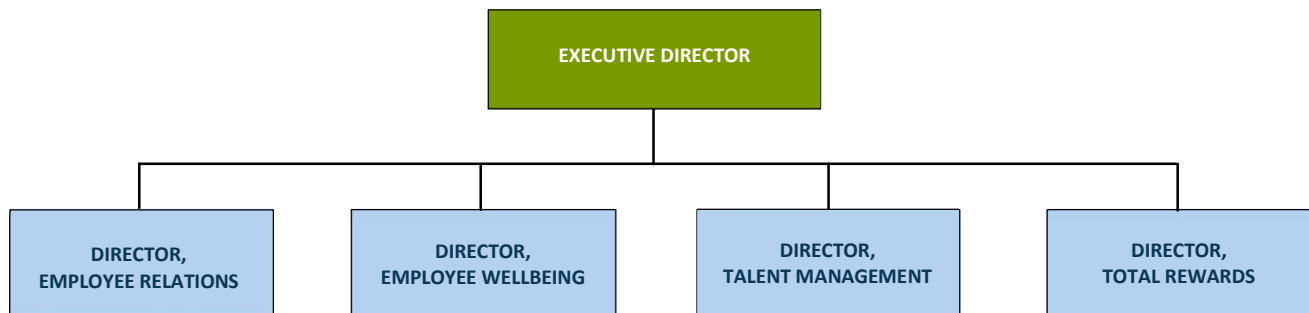 EXECUTIVE DIRECTOR
DIRECTOR,
EMPLOYEE RELATIONS
DIRECTOR,
EMPLOYEE WELLBEING
DIRECTOR,
TALENT MANAGEMENT
DIRECTOR,
TOTAL REWARDS